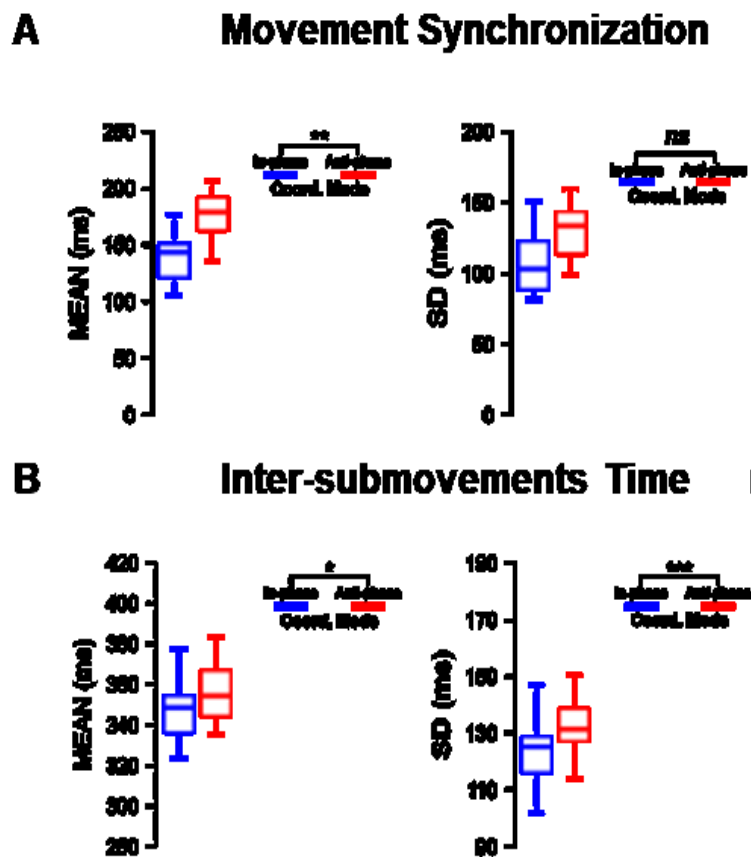 A Movement Synchronization
250
200
150
100
50
0
MEAN (ms)
**
In-phase Anti-phase
Coord. Mode
200
150
100
50
0
SD (ms)
ns
In-phase Anti-phase
Coord. Mode
B Inter-submovements Time
420
400
380
360
340
320
300
280
MEAN (ms)
*
In-phase Anti-phase
Coord. Mode
190
170
150
130
110
90
SD (ms)
***
In-phase Anti-phase
Coord. Mode